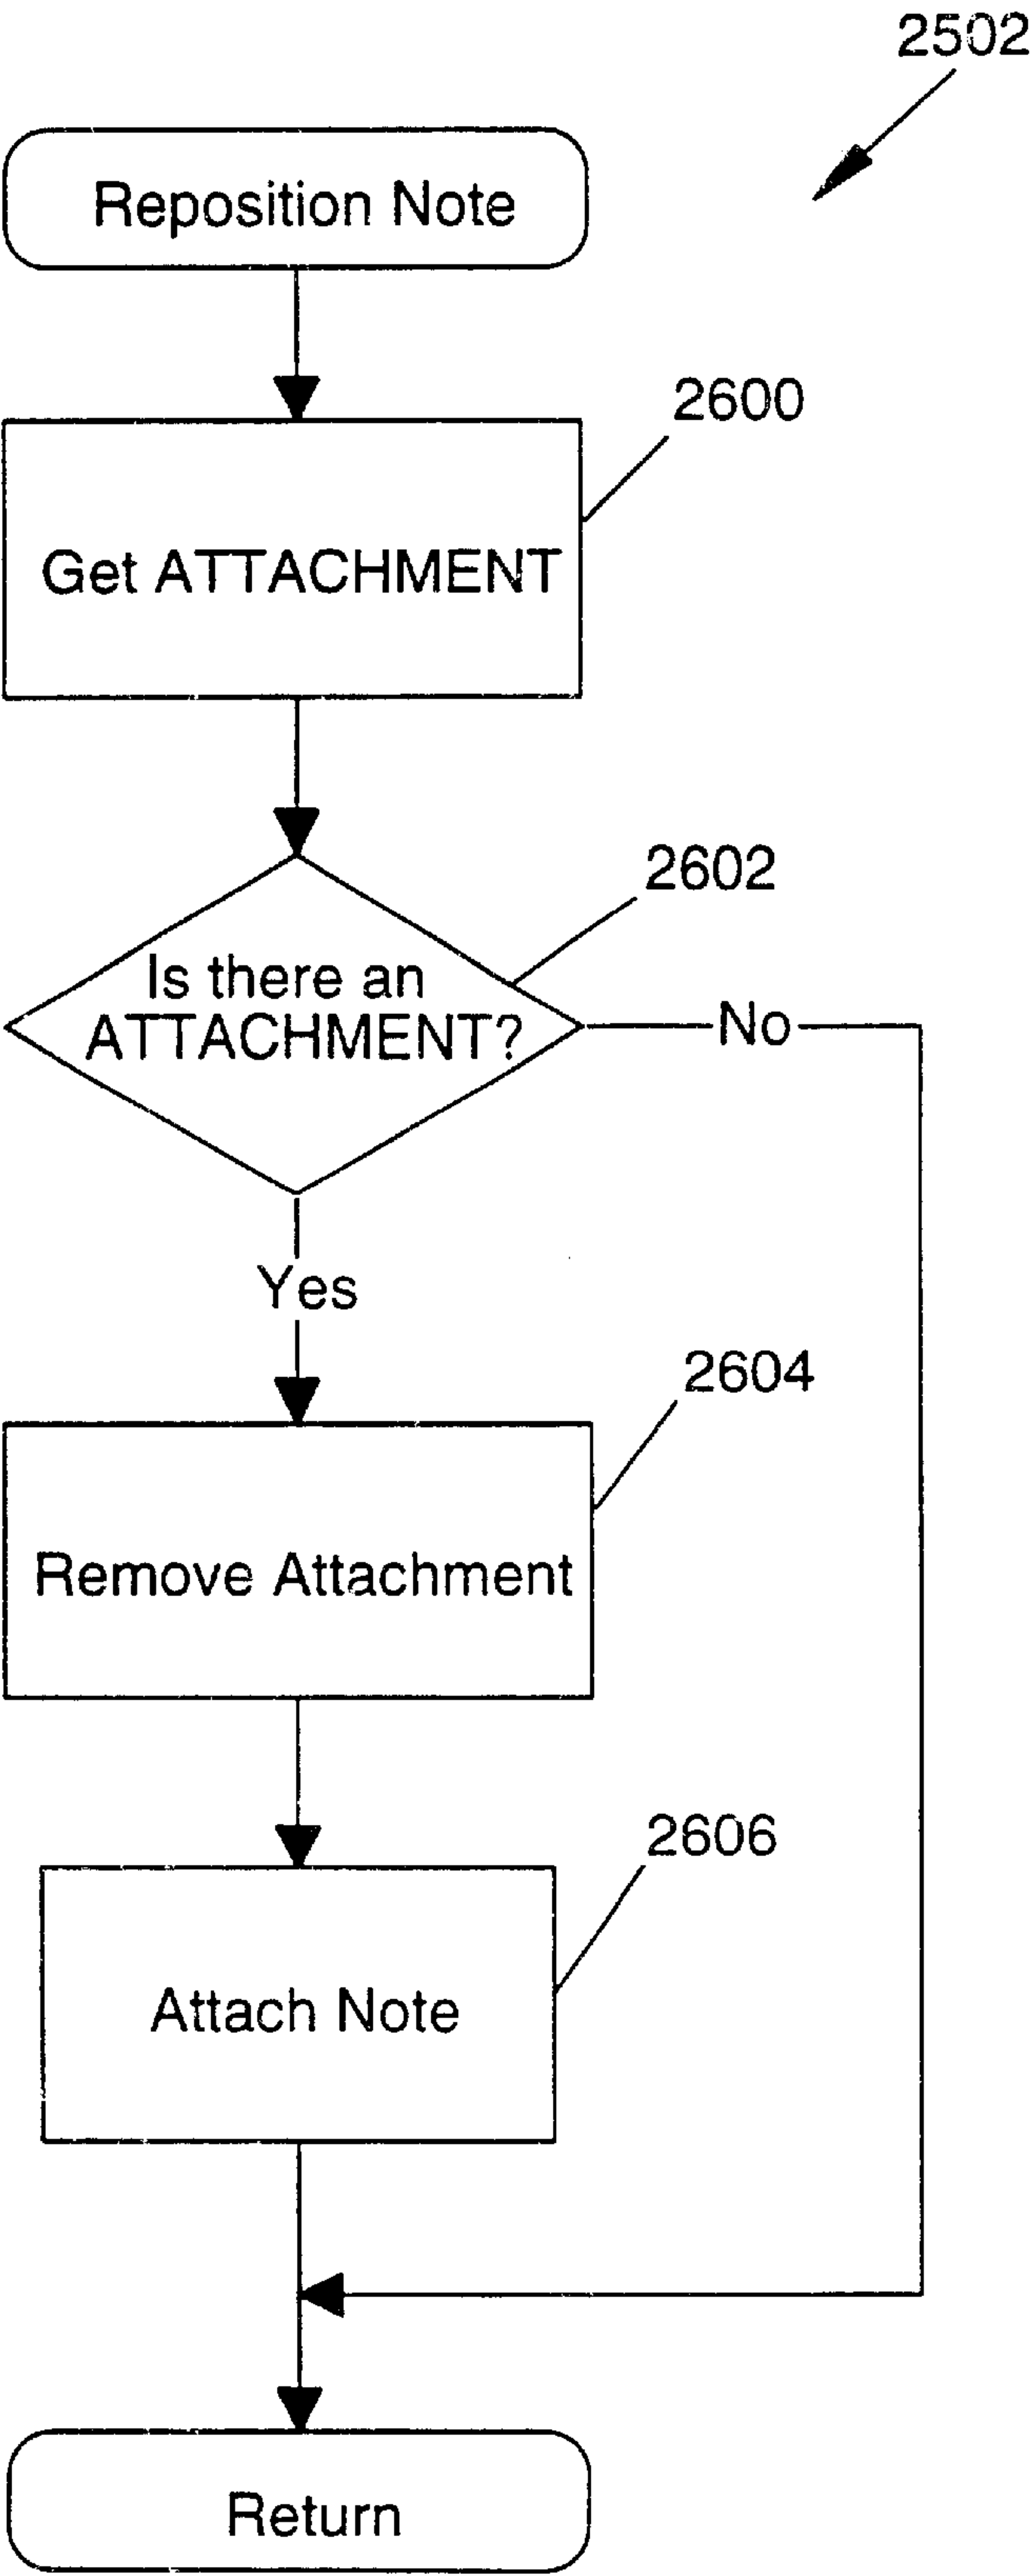 2502
Reposition Note
2600
Get ATTACHMENT
2602
Is there an
ATTACHMENT?
No
Yes
2604
Remove Attachment
2606
Attach Note
Return